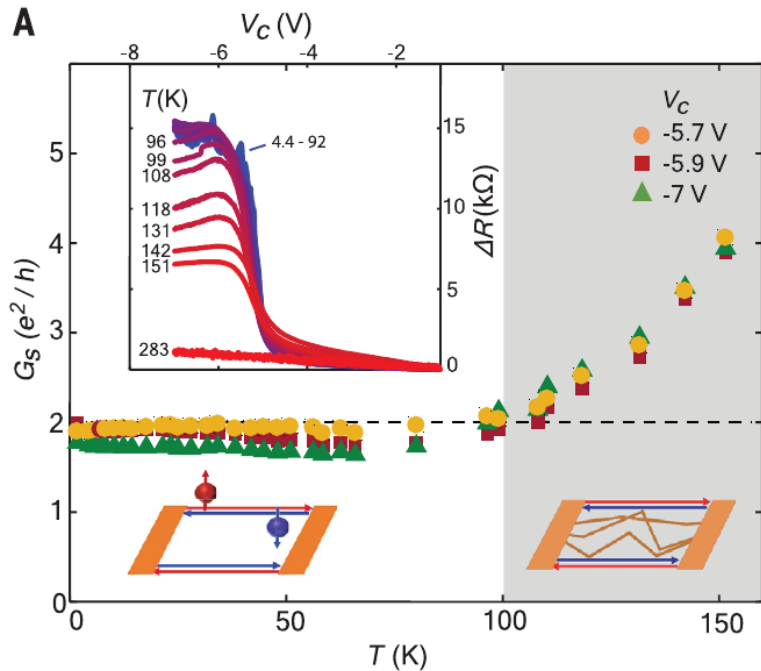 A
V_C (V)
-8 -6 -4 -2
T(K)
96
99
108
118
131
142
151
283
4.4 - 92
15
10
5
0
ΔR(kΩ)
V_C
-5.7 V
-5.9 V
-7 V
G_S (e²/h)
5
4
3
2
1
0
0 50 100 150
T (K)